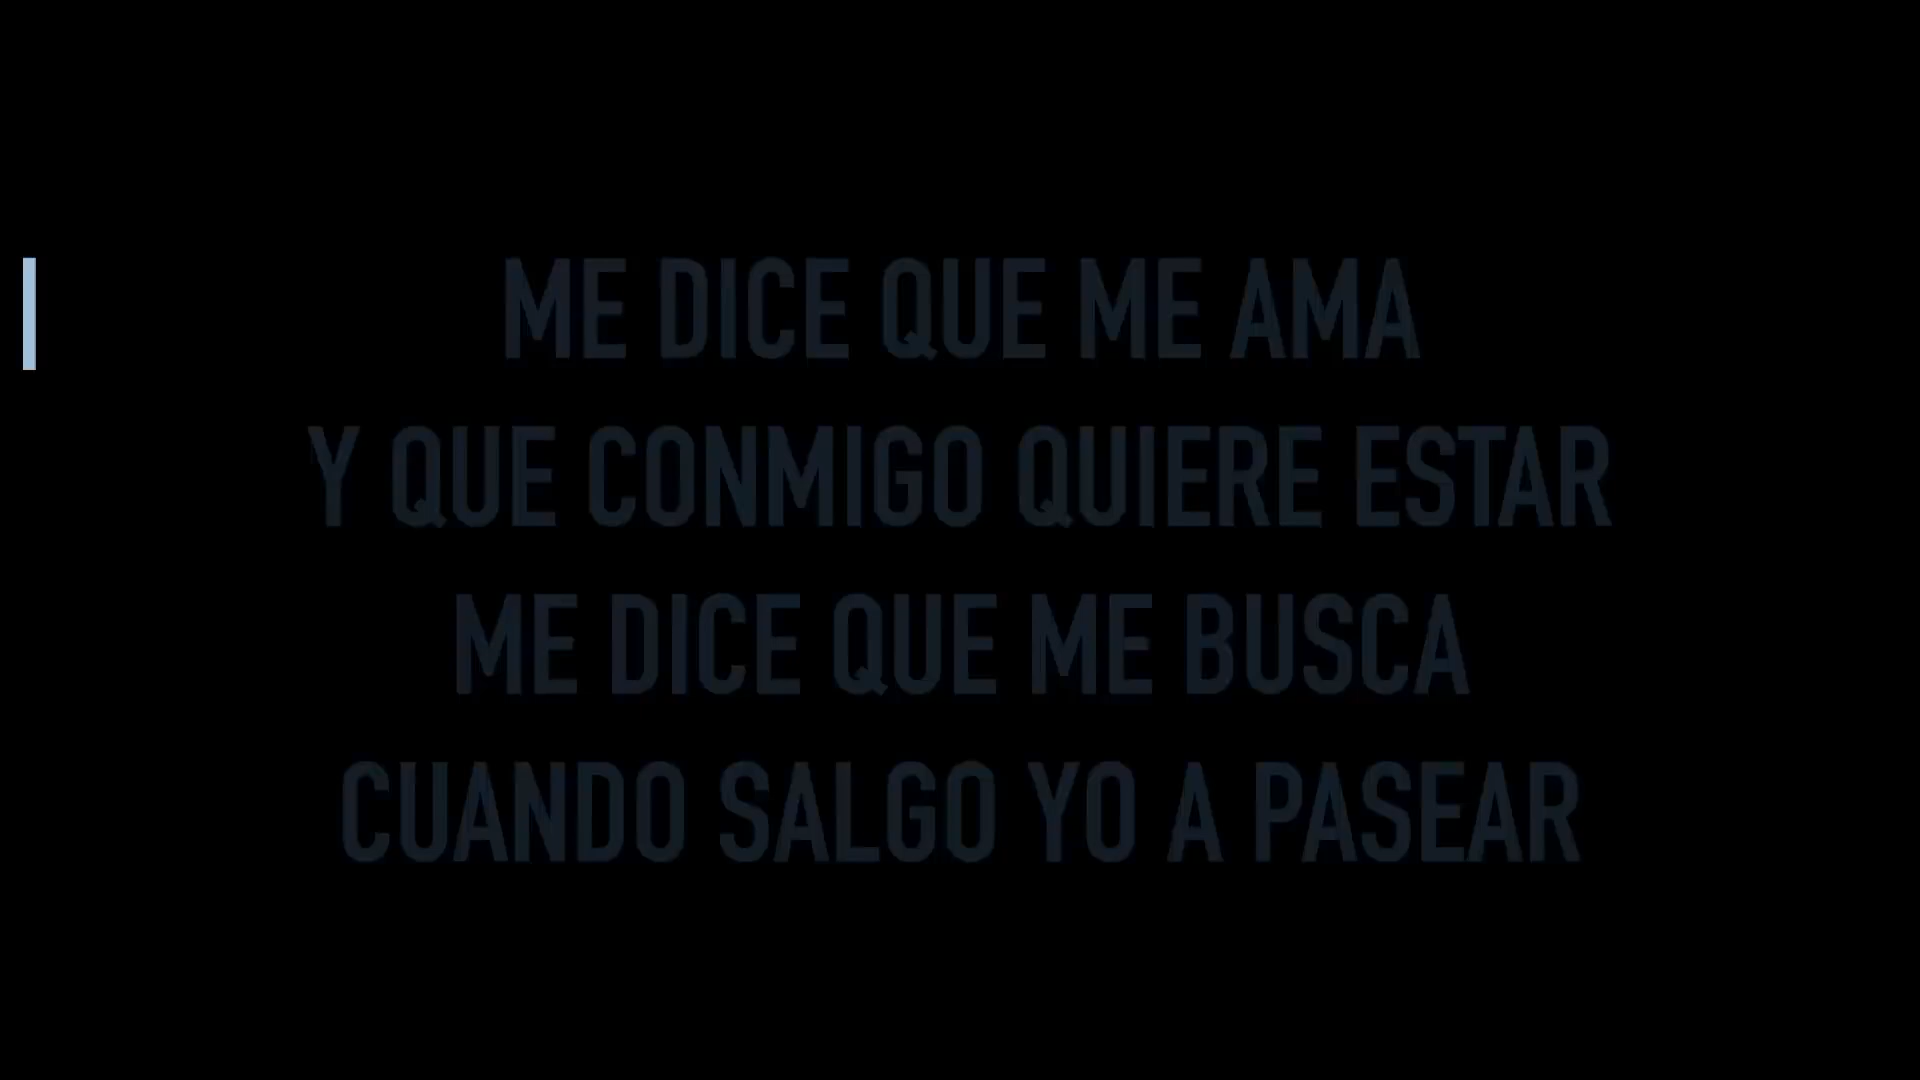 ME DICE QUE ME AMA
Y QUE CONMIGO QUIERE ESTAR
ME DICE QUE ME BUSCA
CUANDO SALGO YO A PASEAR